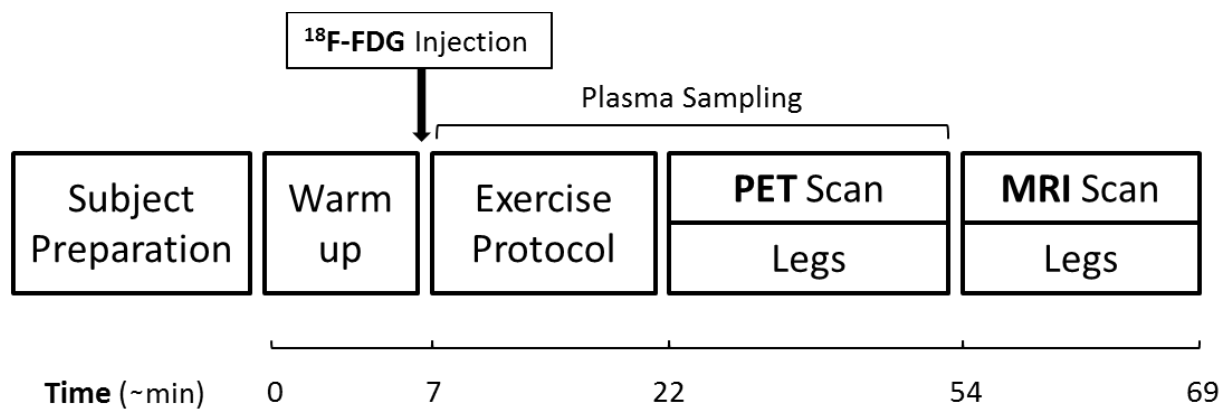 ¹⁸F-FDG Injection
Plasma Sampling
Subject
Preparation
Warm
up
Exercise
Protocol
PET Scan
Legs
MRI Scan
Legs
Time (~min) 0 7 22 54 69